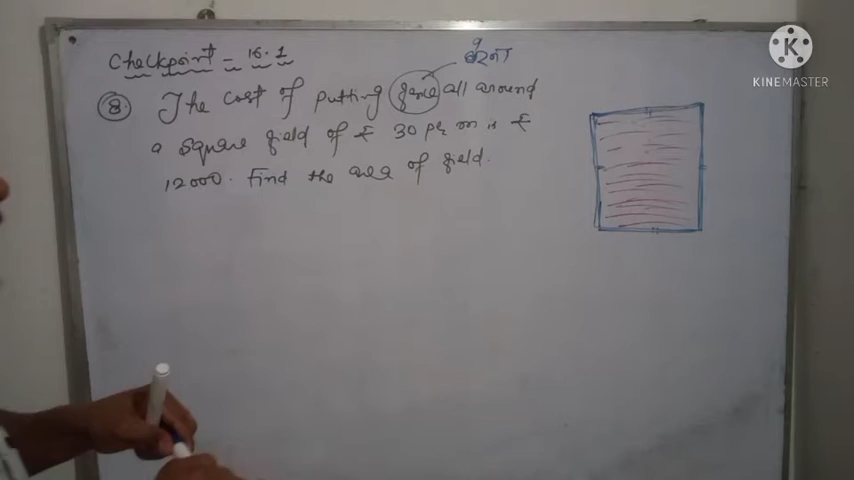 Checkpoint - 16.1
घेरना
8. The cost of putting fence all around
a square field of ₹ 30 per m is ₹
12000. Find the area of field.
K
KINEMASTER